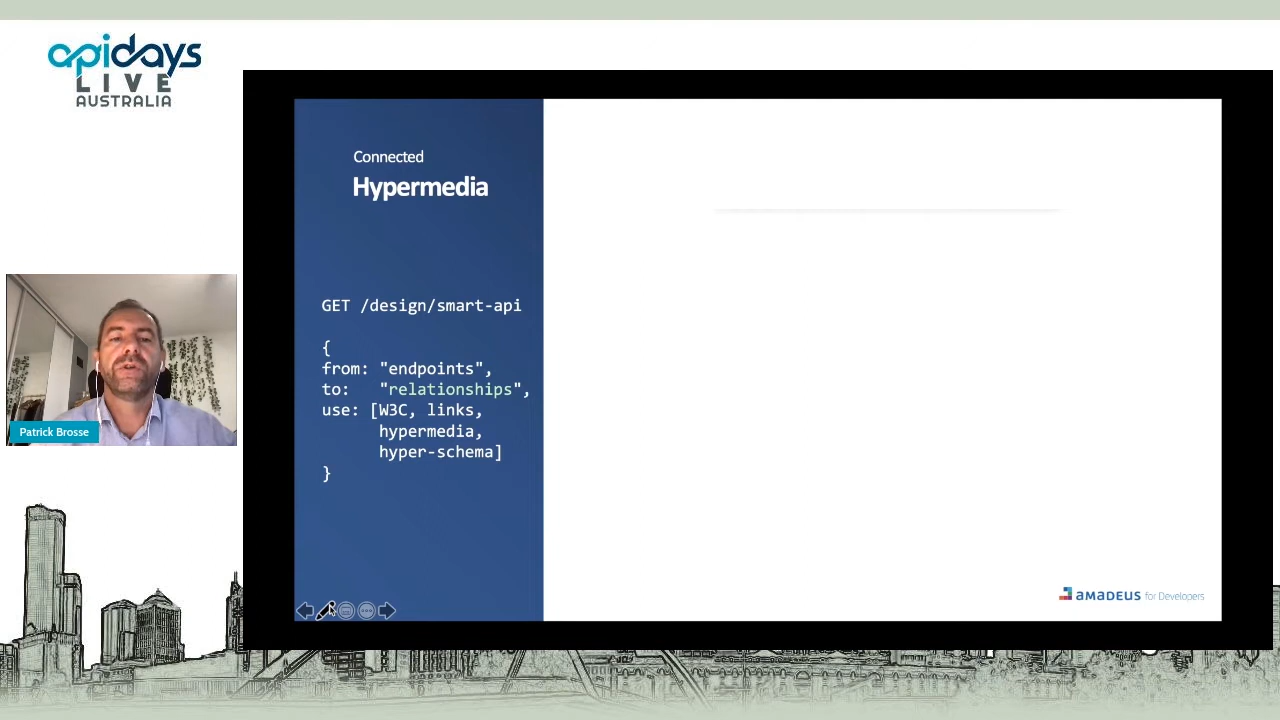 apidays
LIVE
AUSTRALIA
Connected
Hypermedia
GET /design/smart-api
{
from: "endpoints",
to: "relationships",
use: [W3C, links,
hypermedia,
hyper-schema]
}
Patrick Brosse
aMaDEUS for Developers